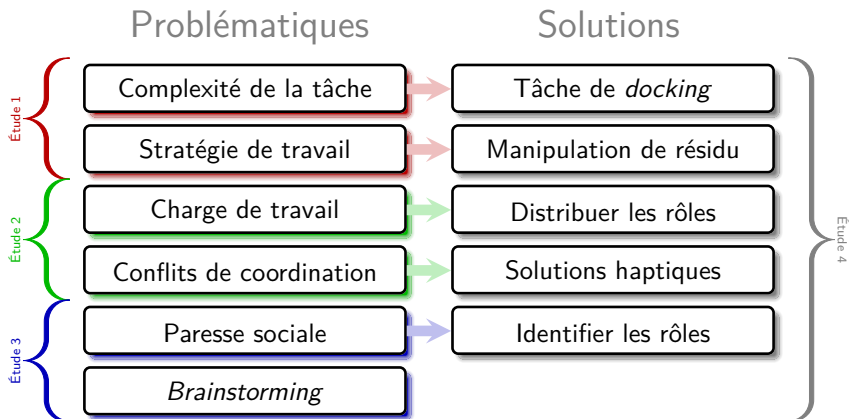 Problématiques
Solutions
Étude 1
Complexité de la tâche
Tâche de docking
Stratégie de travail
Manipulation de résidu
Étude 2
Charge de travail
Distribuer les rôles
Conflits de coordination
Solutions haptiques
Étude 3
Paresse sociale
Identifier les rôles
Brainstorming
Étude 4